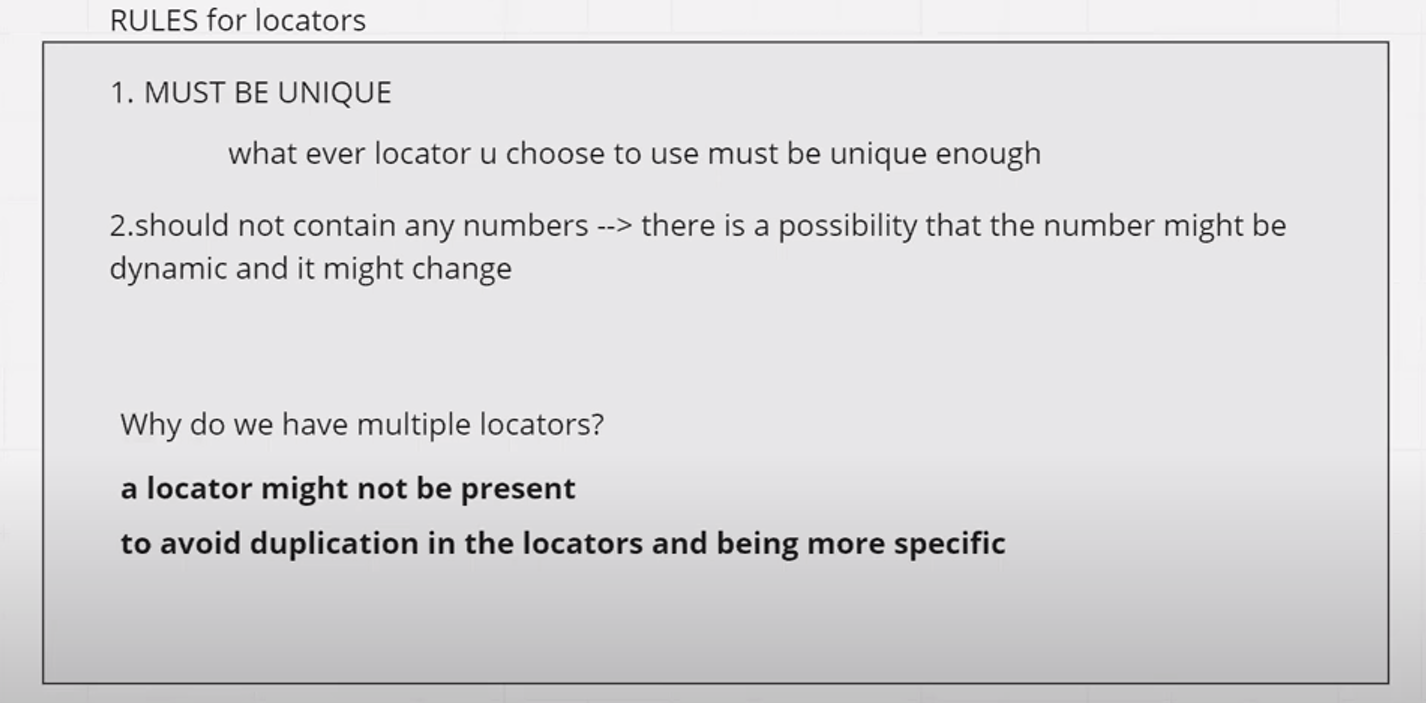 RULES for locators
1. MUST BE UNIQUE
what ever locator u choose to use must be unique enough
2.should not contain any numbers --> there is a possibility that the number might be
dynamic and it might change
Why do we have multiple locators?
a locator might not be present
to avoid duplication in the locators and being more specific